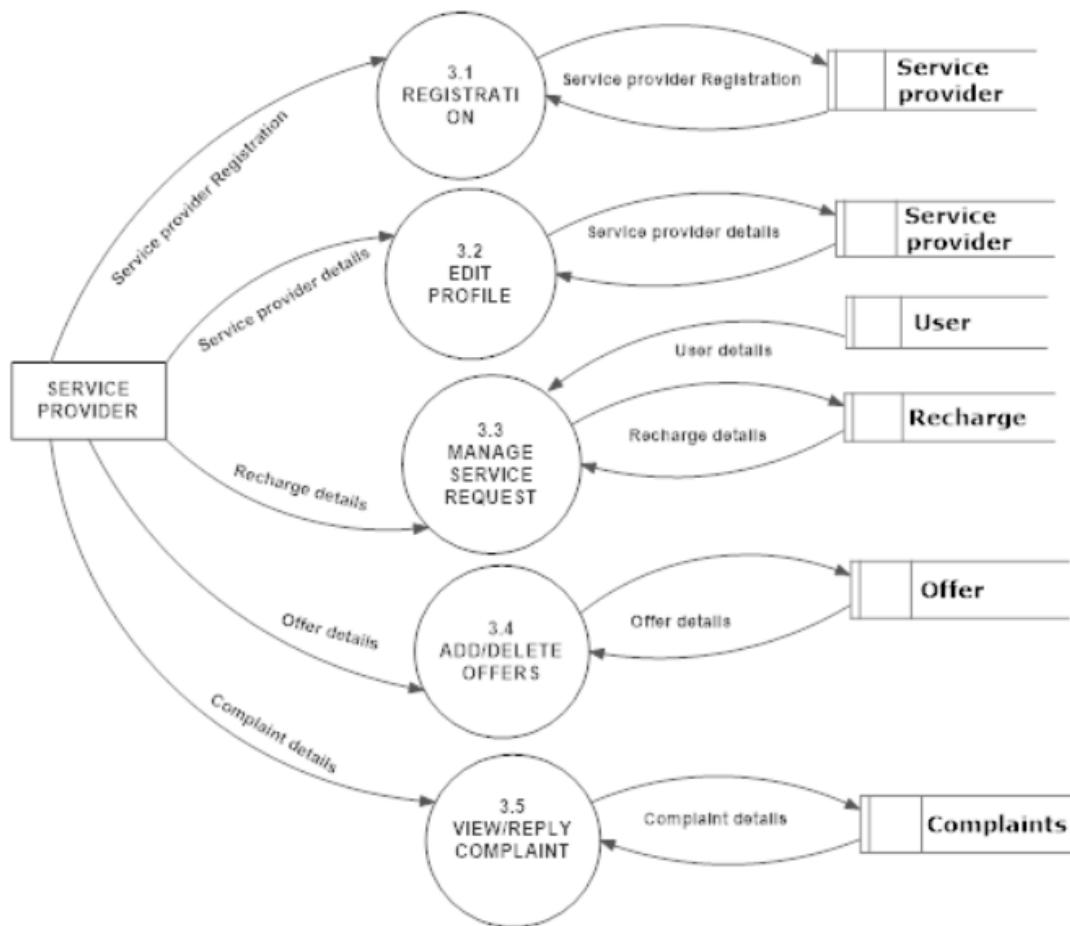 3.1
REGISTRATI
ON
Service provider Registration
Service
provider
Service provider Registration
3.2
EDIT
PROFILE
Service provider details
Service
provider
Service provider details
User
User details
SERVICE
PROVIDER
3.3
MANAGE
SERVICE
REQUEST
Recharge details
Recharge
Recharge details
3.4
ADD/DELETE
OFFERS
Offer details
Offer
Offer details
Complaint details
3.5
VIEW/REPLY
COMPLAINT
Complaint details
Complaints